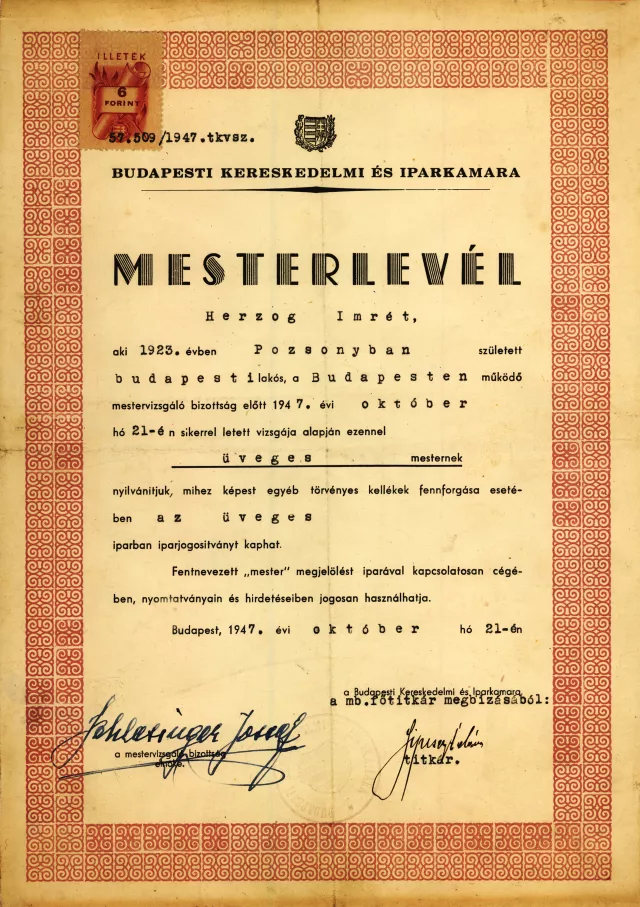 ILLETÉK
6
FORINT
57.509/1947.tkvsz.
BUDAPESTI KERESKEDELMI ÉS IPARKAMARA
MESTERLEVÉL
Herzog Imrét,
aki 1923. évben Pozsonyban született
budapesti lakós, a Budapesten működő
mestervizsgáló bizottság előtt 1947. évi október
hó 21-én sikerrel letett vizsgája alapján ezennel
üveges mesternek
nyilvánítjuk, mihez képest egyéb törvényes kellékek fennforgása eseté-
ben az üveges
iparban iparjogosítványt kaphat.
Fentnevezett „mester” megjelölést iparával kapcsolatosan cégé-
ben, nyomtatványain és hirdetéseiben jogosan használhatja.
Budapest, 1947. évi október hó 21-én
a Budapesti Kereskedelmi és Iparkamara
a mb.főtitkár megbizásából:
Schlesinger József
a mestervizsgáló bizottság
elnöke.
titkár.